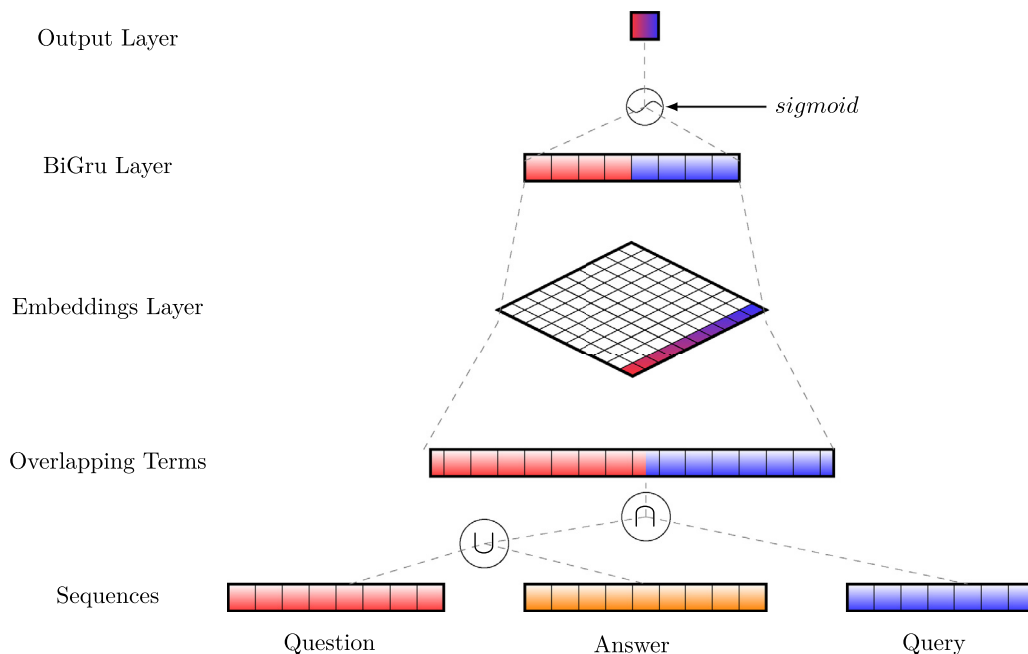 Output Layer
sigmoid
BiGru Layer
Embeddings Layer
Overlapping Terms
∩
∪
Sequences
Question
Answer
Query